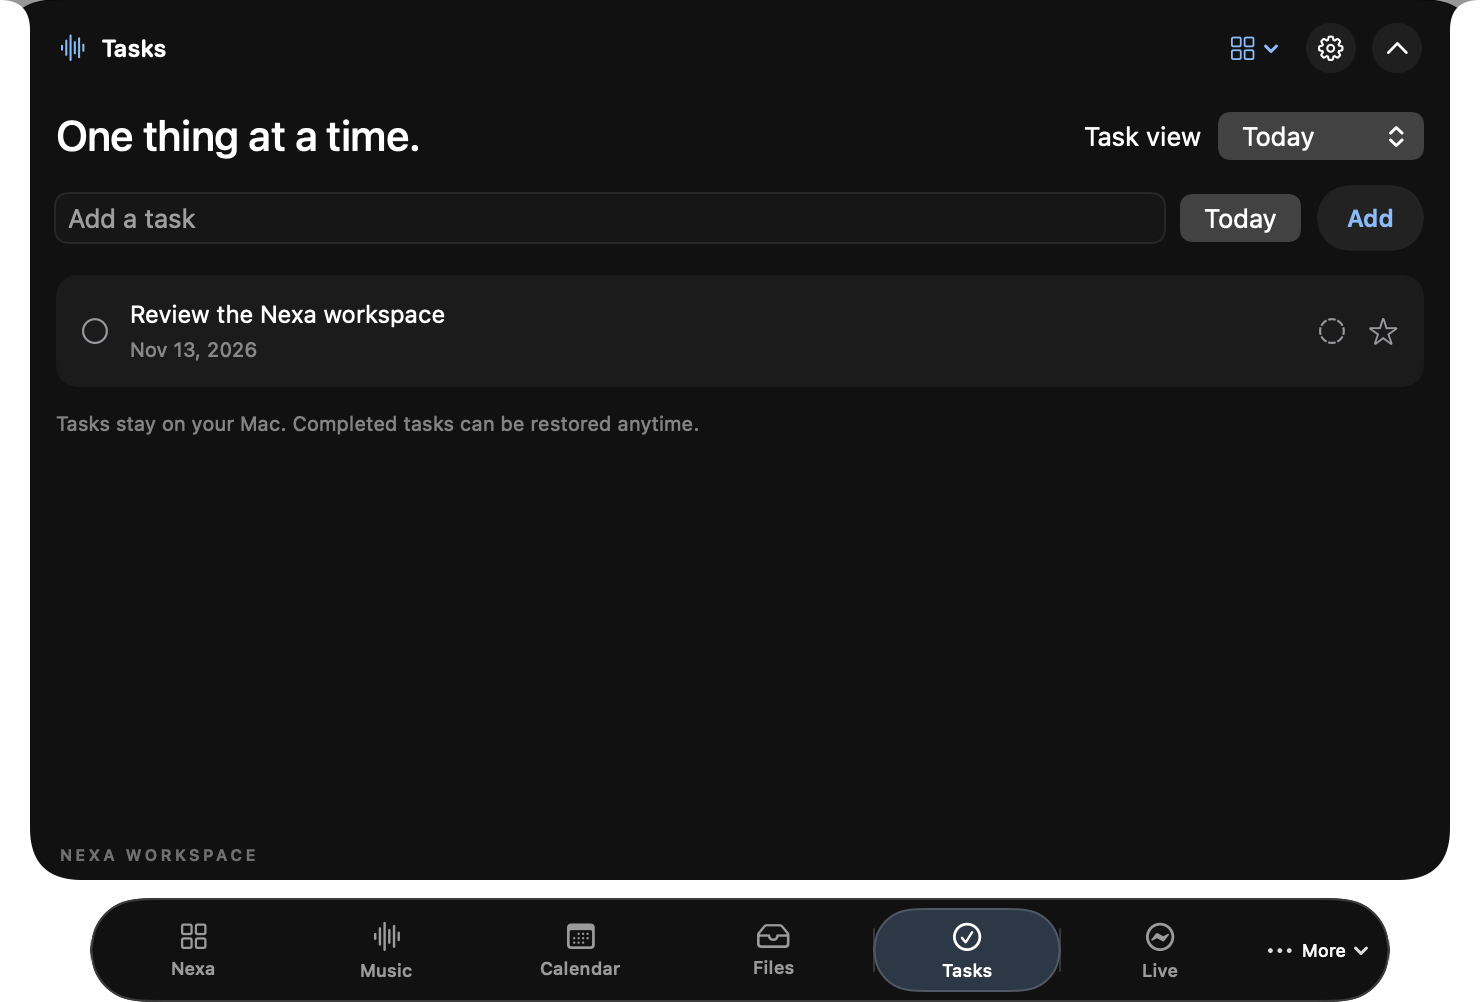 Tasks
One thing at a time.
Task view
Today
Add a task
Today
Add
Review the Nexa workspace
Nov 13, 2026
Tasks stay on your Mac. Completed tasks can be restored anytime.
NEXA WORKSPACE
Nexa
Music
Calendar
Files
Tasks
Live
More